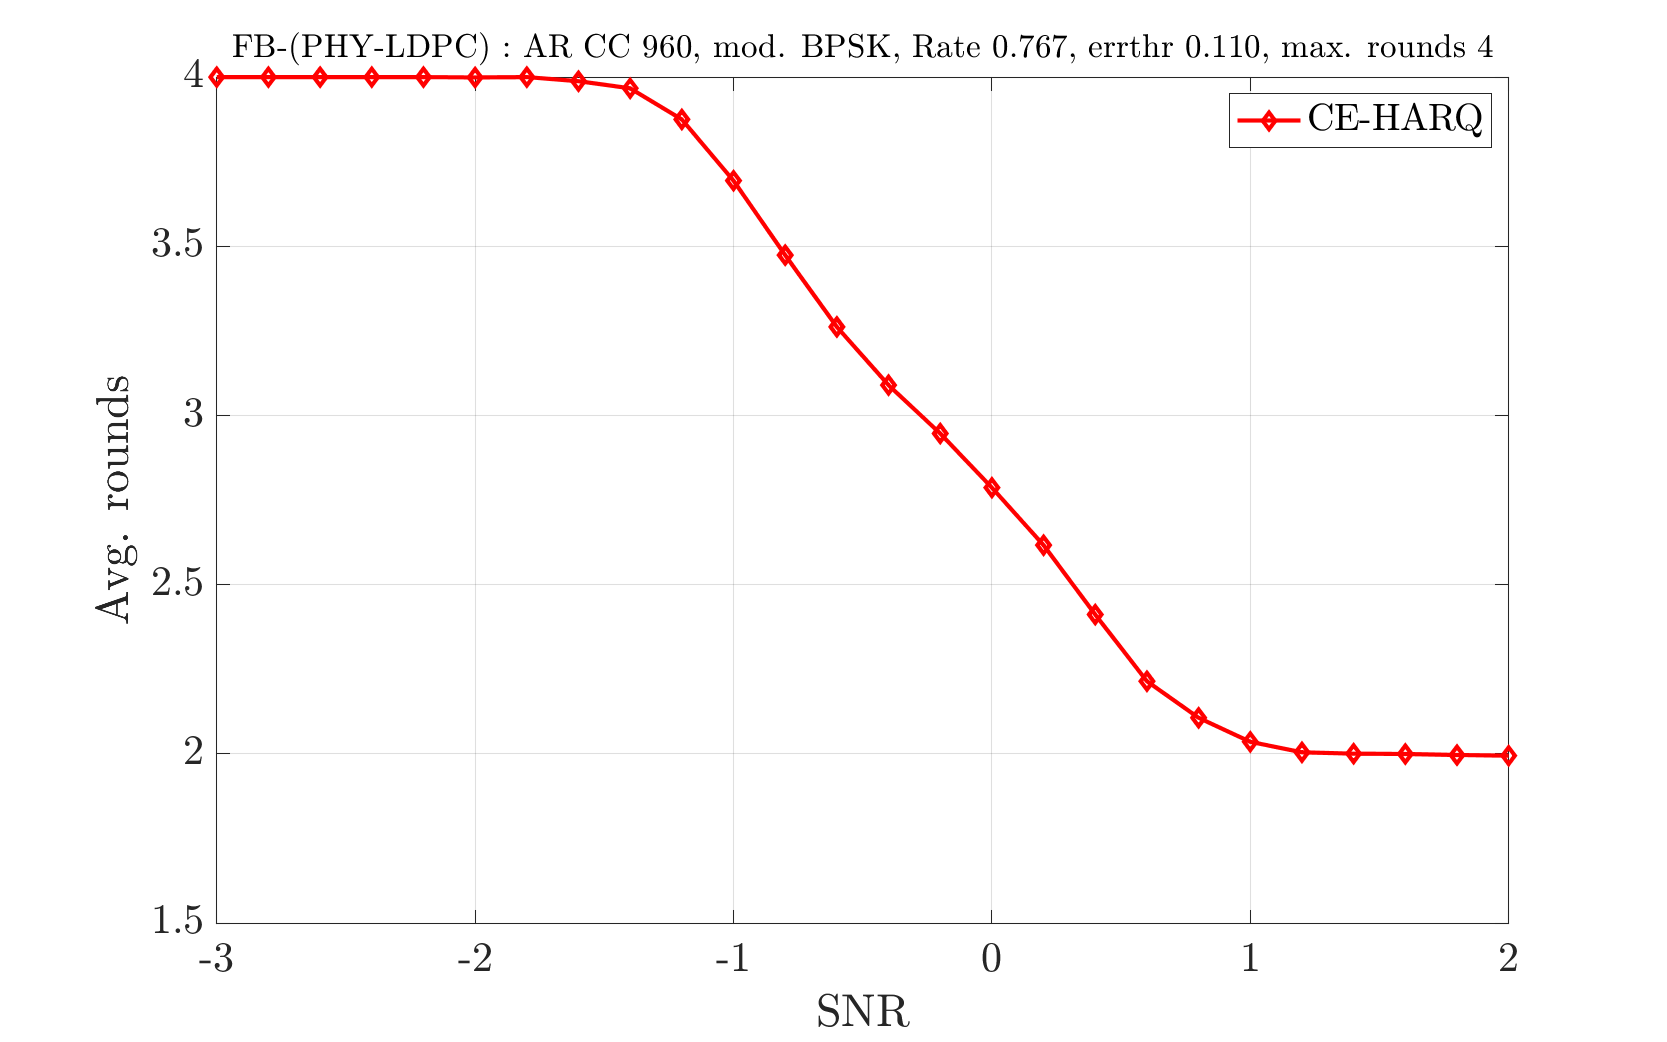 FB-(PHY-LDPC) : AR CC 960, mod. BPSK, Rate 0.767, errthr 0.110, max. rounds 4
CE-HARQ
4
3.5
3
2.5
2
1.5
Avg. rounds
-3 -2 -1 0 1 2
SNR